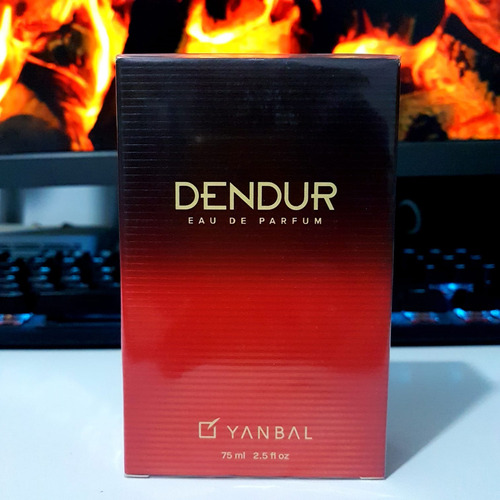 DENDUR
EAU DE PARFUM
YANBAL
75 ml 2.5 fl oz